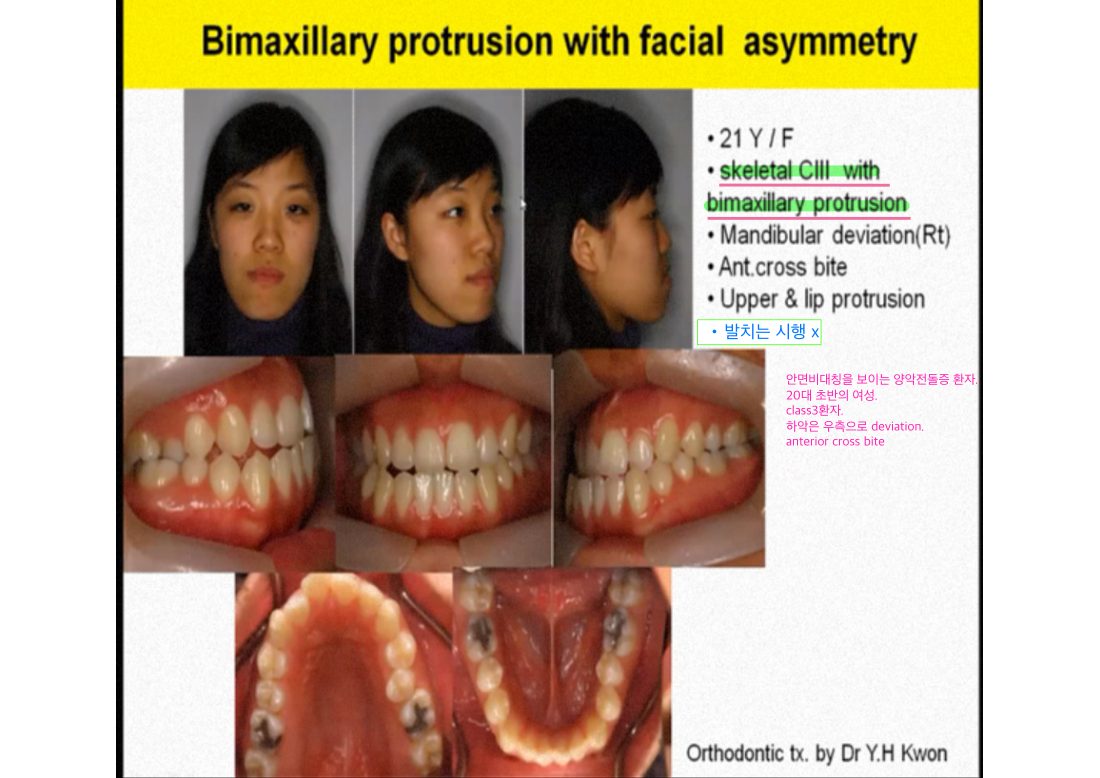 Bimaxillary protrusion with facial asymmetry
• 21 Y / F
• skeletal CIII with
bimaxillary protrusion
• Mandibular deviation(Rt)
• Ant.cross bite
• Upper & lip protrusion
• 발치는 시행 x
안면비대칭을 보이는 양악전돌증 환자.
20대 초반의 여성.
class3환자.
하악은 우측으로 deviation.
anterior cross bite
Orthodontic tx. by Dr Y.H Kwon